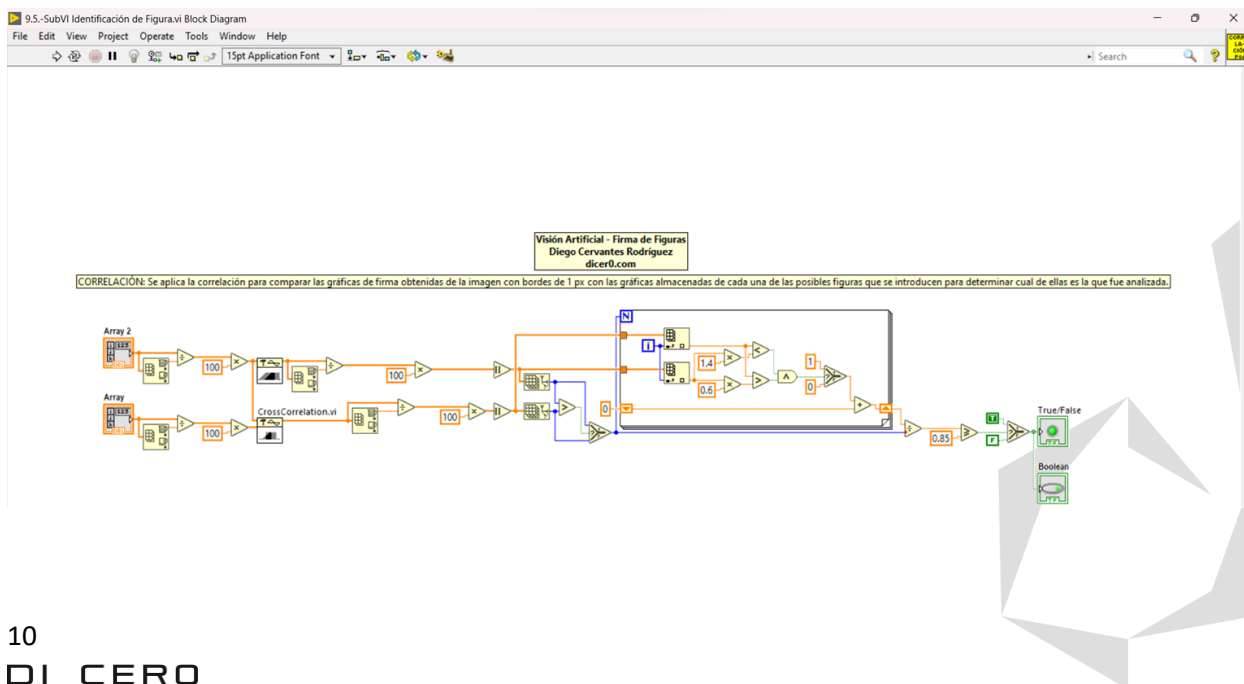 9.5.-SubVI Identificación de Figura.vi Block Diagram
File Edit View Project Operate Tools Window Help
15pt Application Font
Search
Visión Artificial - Firma de Figuras
Diego Cervantes Rodríguez
dicer0.com
CORRELACIÓN: Se aplica la correlación para comparar las gráficas de firma obtenidas de la imagen con bordes de 1 px con las gráficas almacenadas de cada una de las posibles figuras que se introducen para determinar cual de ellas es la que fue analizada.
N
i
Array 2
100
100
1.4
0.6
1
0
Array
CrossCorrelation.vi
100
100
0
0.85
T
F
True/False
Boolean
10
DI CERO